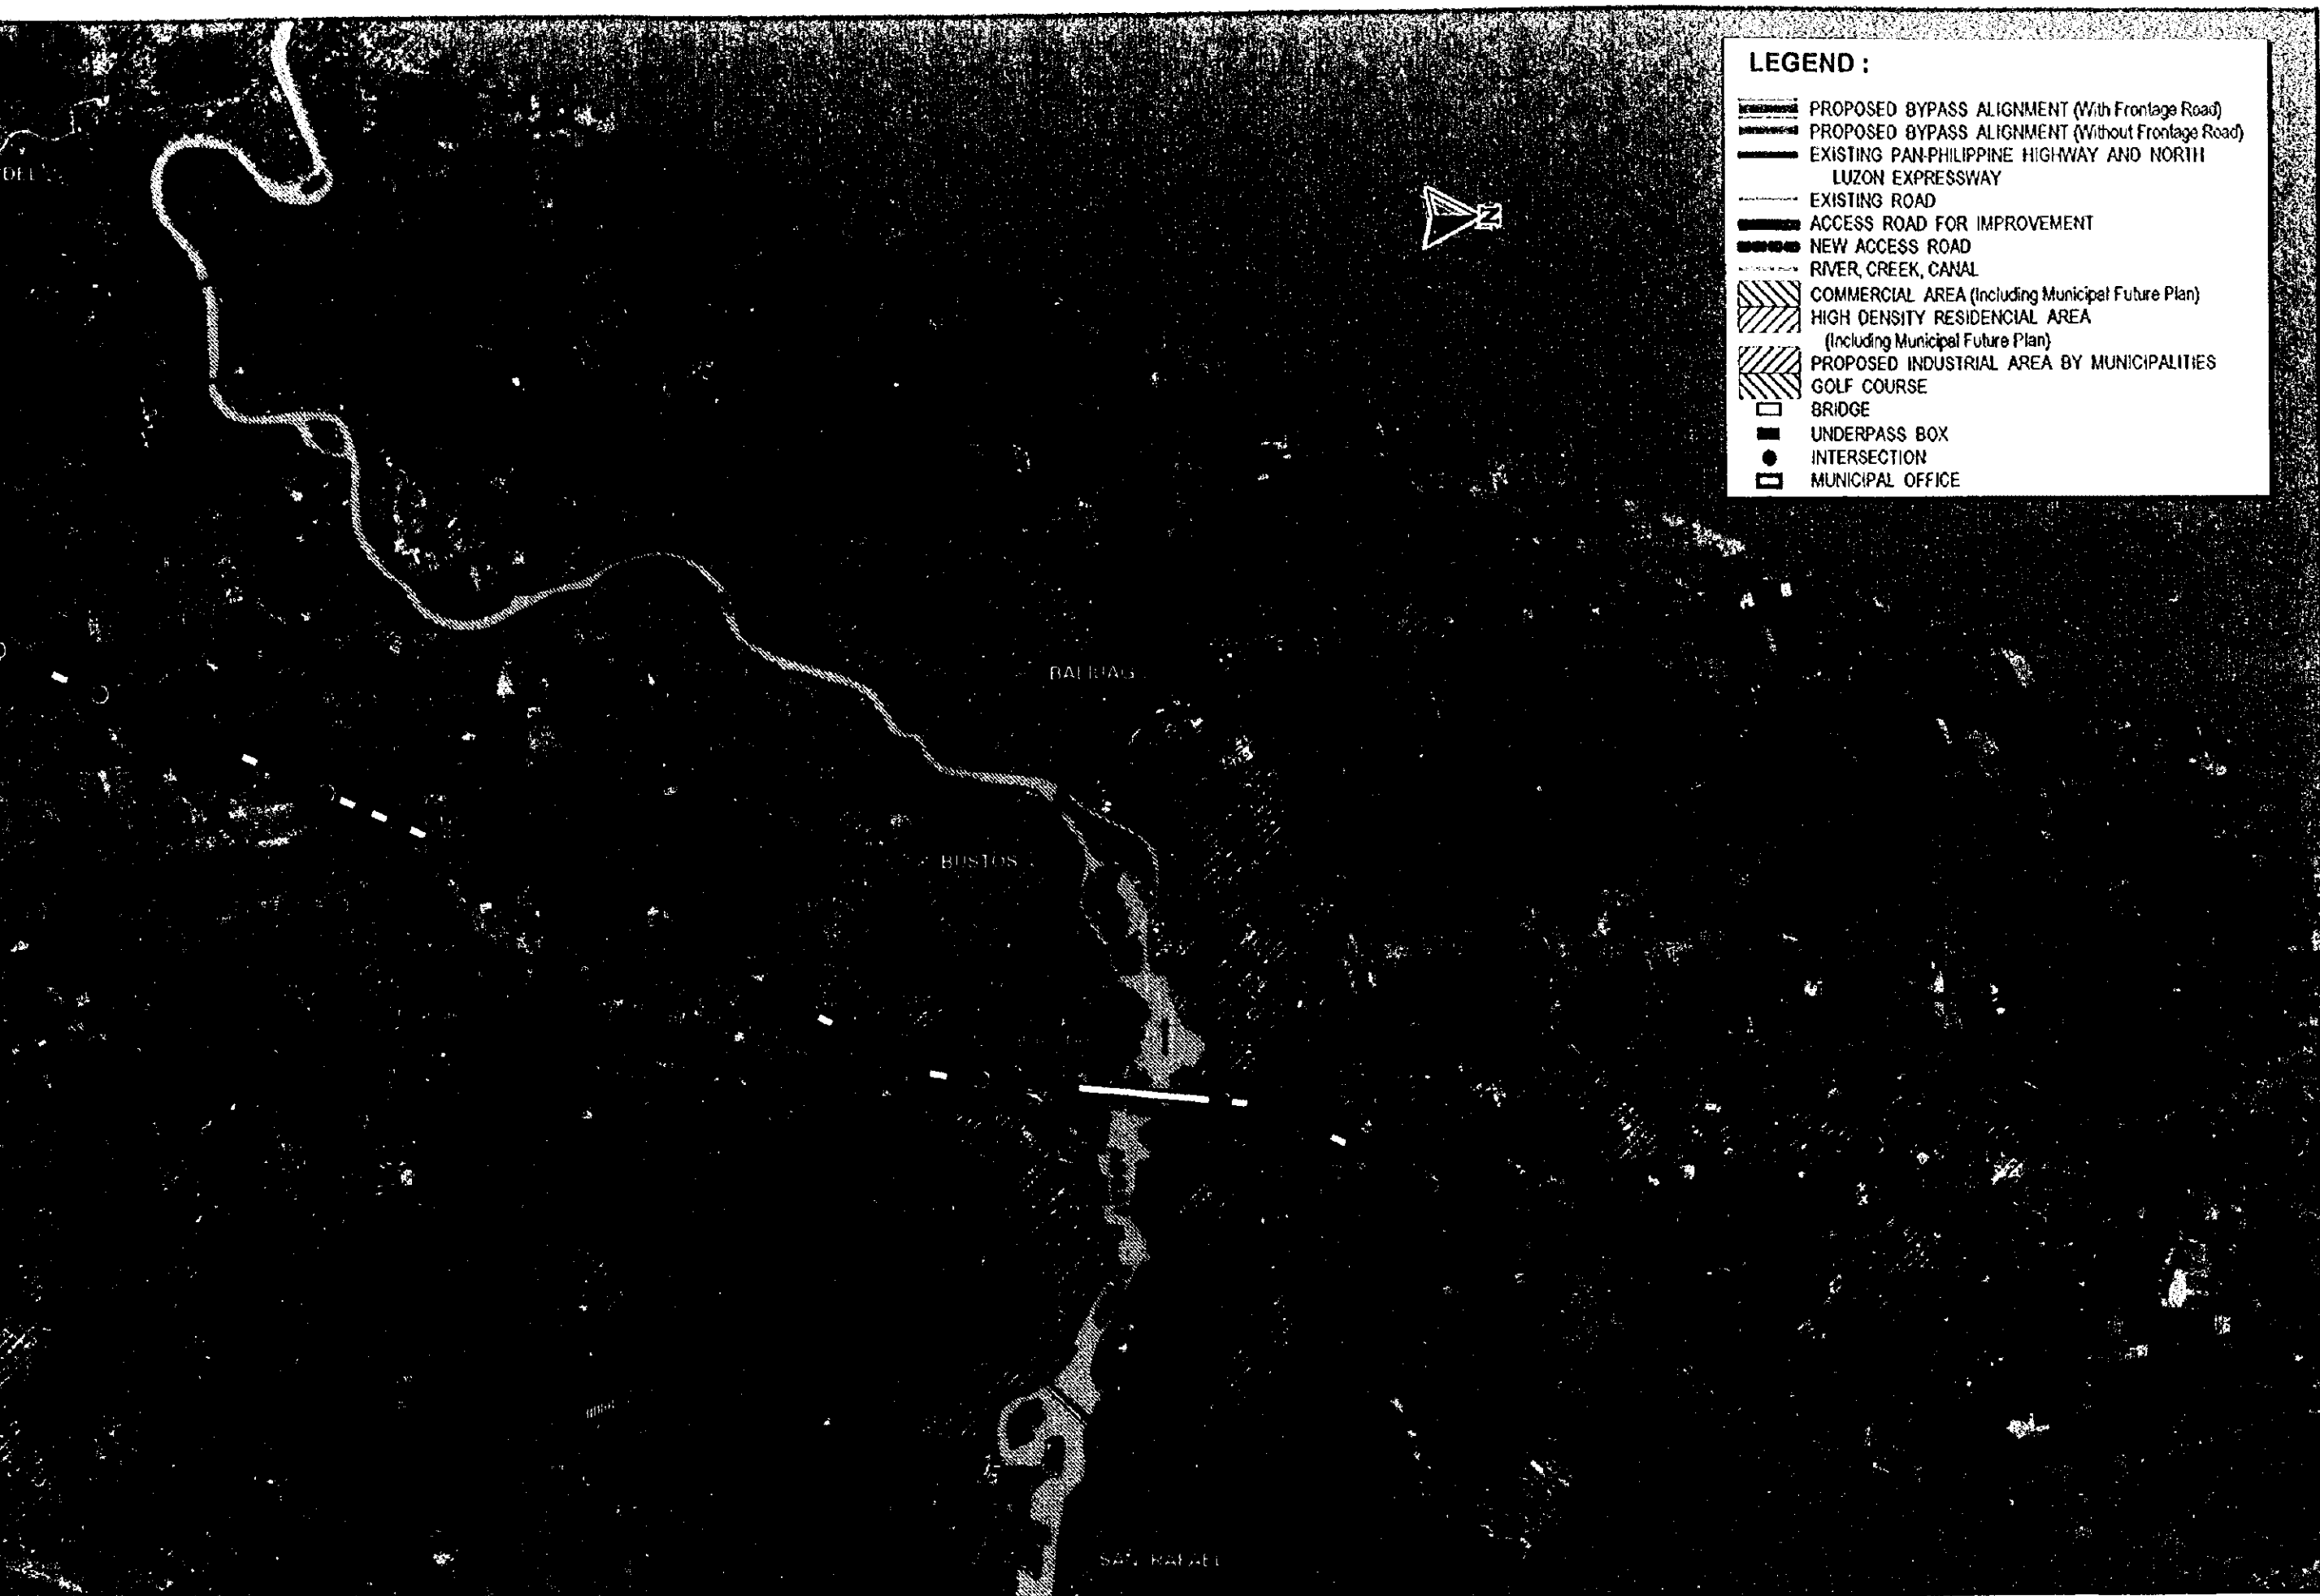 LEGEND :
PROPOSED BYPASS ALIGNMENT (With Frontage Road)
PROPOSED BYPASS ALIGNMENT (Without Frontage Road)
EXISTING PAN-PHILIPPINE HIGHWAY AND NORTH
LUZON EXPRESSWAY
EXISTING ROAD
ACCESS ROAD FOR IMPROVEMENT
NEW ACCESS ROAD
RIVER, CREEK, CANAL
COMMERCIAL AREA (Including Municipal Future Plan)
HIGH DENSITY RESIDENCIAL AREA
(Including Municipal Future Plan)
PROPOSED INDUSTRIAL AREA BY MUNICIPALITIES
GOLF COURSE
BRIDGE
UNDERPASS BOX
INTERSECTION
MUNICIPAL OFFICE
DEL
N
BALIUAG
BUSTOS
SAN RAFAEL